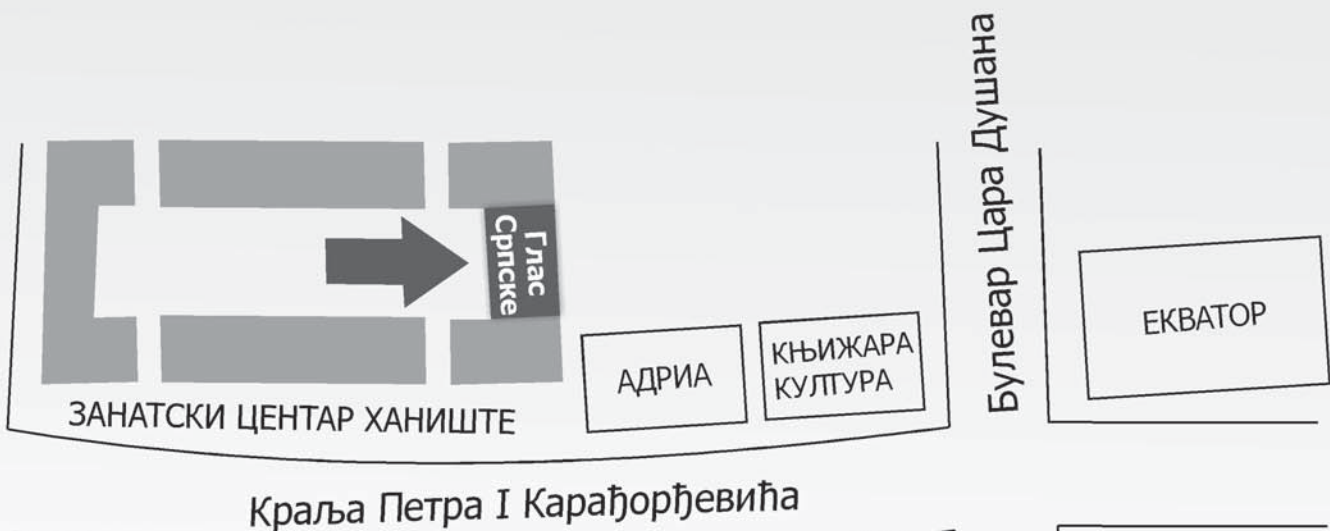 Глас
Српске
АДРИА
КЊИЖАРА
КУЛТУРА
Булевар Цара Душана
ЕКВАТОР
ЗАНАТСКИ ЦЕНТАР ХАНИШТЕ
Краља Петра I Карађорђевића